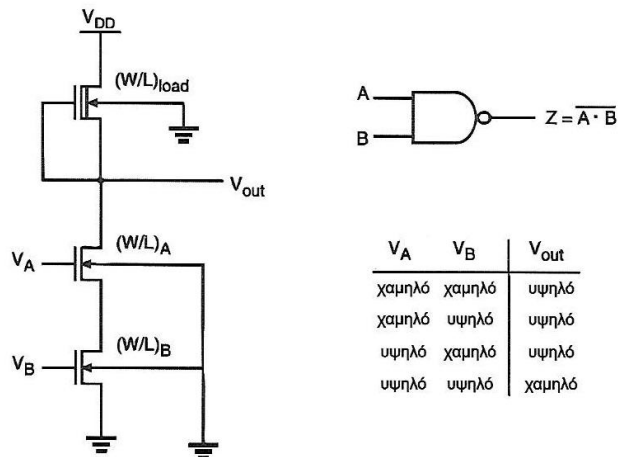 V_DD
(W/L)_load
V_out
V_A
(W/L)_A
V_B
(W/L)_B
A
B
Z = \overline{A · B}
V_A V_B V_out
χαμηλό χαμηλό υψηλό
χαμηλό υψηλό υψηλό
υψηλό χαμηλό υψηλό
υψηλό υψηλό χαμηλό